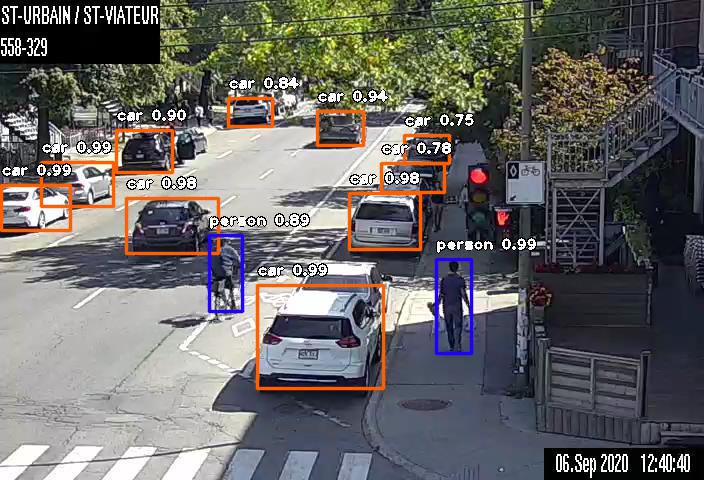 ST-URBAIN / ST-VIATEUR
558-329
car 0.84
car 0.94
car 0.90
car 0.75
car 0.99
car 0.78
car 0.99
car 0.98
car 0.98
person 0.89
person 0.99
car 0.99
06.Sep 2020 12:40:40